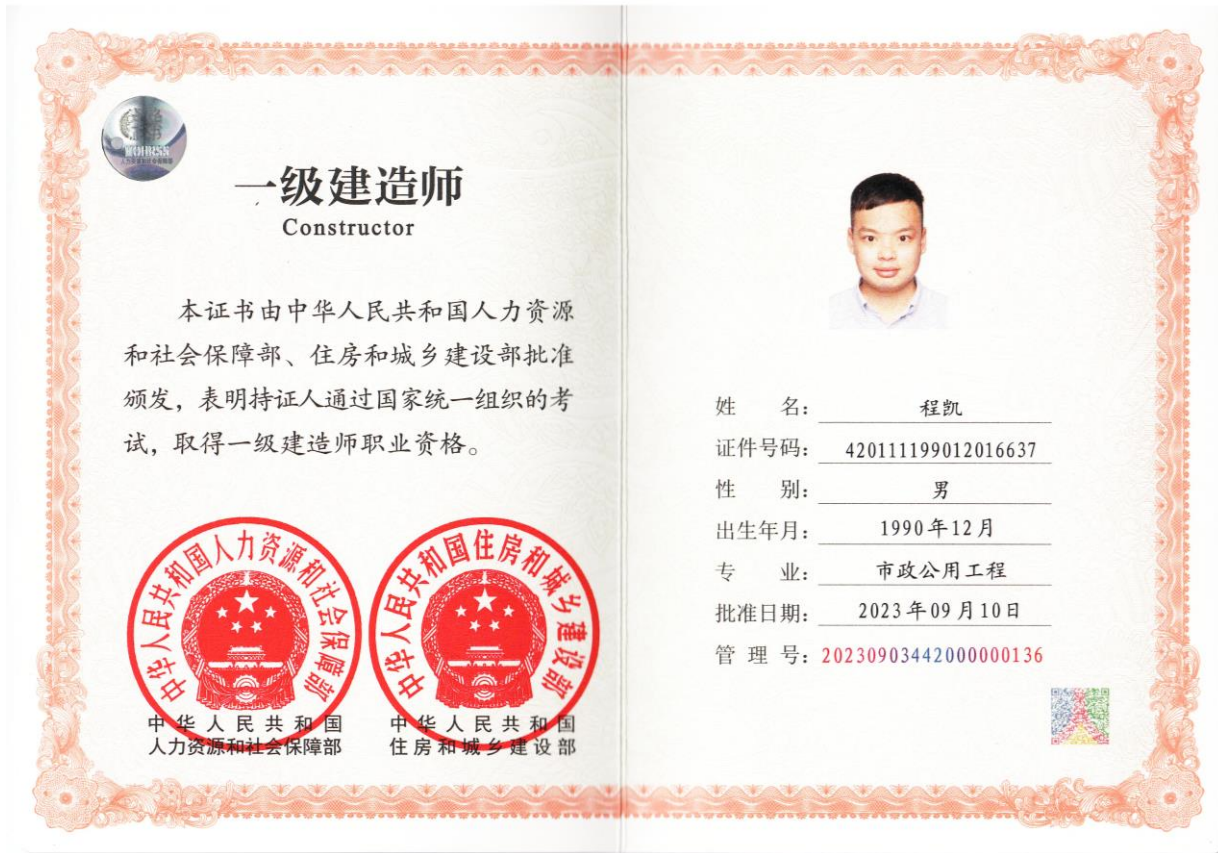 MOHRSS
一级建造师
Constructor
本证书由中华人民共和国人力资源
和社会保障部、住房和城乡建设部批准
颁发，表明持证人通过国家统一组织的考
试，取得一级建造师职业资格。
中华人民共和国人力资源和社会保障部
中华人民共和国住房和城乡建设部
中华人民共和国
人力资源和社会保障部
中华人民共和国
住房和城乡建设部
姓名：程凯
证件号码：420111199012016637
性别：男
出生年月：1990年12月
专业：市政公用工程
批准日期：2023年09月10日
管理号：20230903442000000136